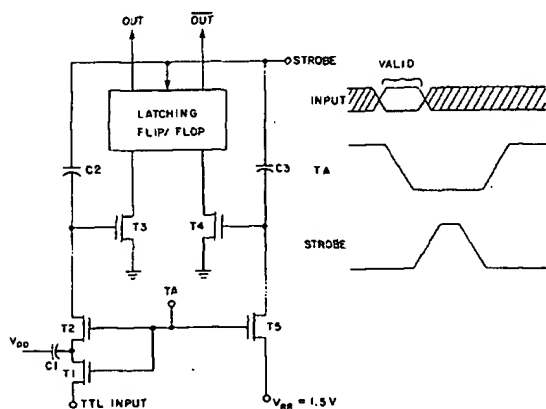 OUT
OUT
STROBE
VALID
INPUT
LATCHING
FLIP/FLOP
C2
C3
T3
T4
TA
STROBE
TA
T2
T5
VDD
C1
T1
TTL INPUT
VBB = 1.5V